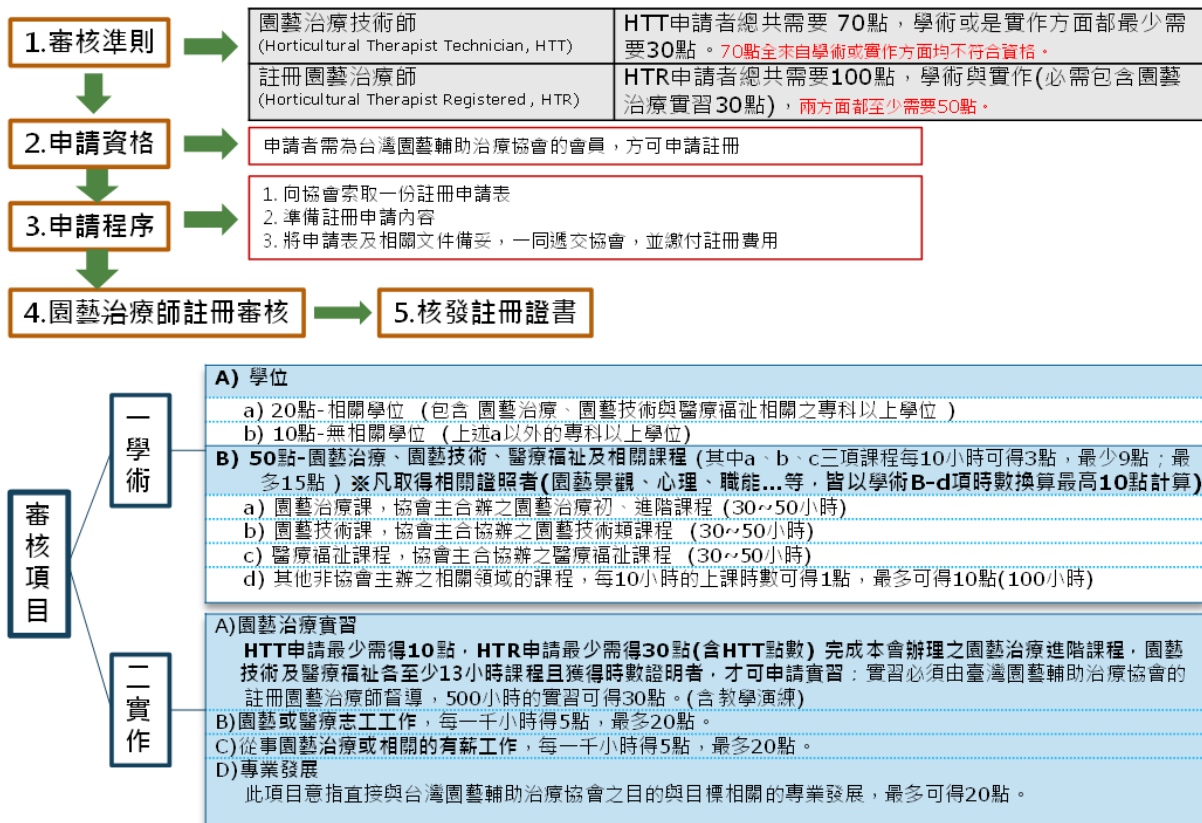 1.審核準則
園藝治療技術師
(Horticultural Therapist Technician, HTT)
HTT申請者總共需要 70點，學術或是實作方面都最少需
要30點。70點全來自學術或實作方面均不符合資格。
註冊園藝治療師
(Horticultural Therapist Registered , HTR)
HTR申請者總共需要100點，學術與實作(必需包含園藝
治療實習30點)，兩方面都至少需要50點。
2.申請資格
申請者需為台灣園藝輔助治療協會的會員，方可申請註冊
3.申請程序
1. 向協會索取一份註冊申請表
2. 準備註冊申請內容
3. 將申請表及相關文件備妥，一同遞交協會，並繳付註冊費用
4.園藝治療師註冊審核
5.核發註冊證書
審核項目
一學術
A) 學位
a) 20點-相關學位 (包含 園藝治療、園藝技術與醫療福祉相關之專科以上學位 )
b) 10點-無相關學位 (上述a以外的專科以上學位)
B) 50點-園藝治療、園藝技術、醫療福祉及相關課程 (其中a、b、c三項課程每10小時可得3點，最少9點；最
多15點 ) ※凡取得相關證照者(園藝景觀、心理、職能...等，皆以學術B-d項時數換算最高10點計算)
a) 園藝治療課，協會主合辦之園藝治療初、進階課程 (30~50小時)
b) 園藝技術課，協會主合協辦之園藝技術類課程 (30~50小時)
c) 醫療福祉課程，協會主合協辦之醫療福祉課程 (30~50小時)
d) 其他非協會主辦之相關領域的課程，每10小時的上課時數可得1點，最多可得10點(100小時)
二實作
A)園藝治療實習
HTT申請最少需得10點，HTR申請最少需得30點(含HTT點數) 完成本會辦理之園藝治療進階課程，園藝
技術及醫療福祉各至少13小時課程且獲得時數證明者，才可申請實習；實習必須由臺灣園藝輔助治療協會的
註冊園藝治療師督導，500小時的實習可得30點。(含教學演練)
B)園藝或醫療志工工作，每一千小時得5點，最多20點。
C)從事園藝治療或相關的有薪工作，每一千小時得5點，最多20點。
D)專業發展
此項目意指直接與台灣園藝輔助治療協會之目的與目標相關的專業發展，最多可得20點。